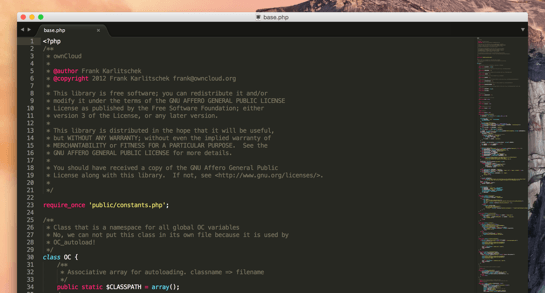 base.php
base.php
1 <?php
2 /**
3  * ownCloud
4  *
5  * @author Frank Karlitschek
6  * @copyright 2012 Frank Karlitschek frank@owncloud.org
7  *
8  * This library is free software; you can redistribute it and/or
9  * modify it under the terms of the GNU AFFERO GENERAL PUBLIC LICENSE
10  * License as published by the Free Software Foundation; either
11  * version 3 of the License, or any later version.
12  *
13  * This library is distributed in the hope that it will be useful,
14  * but WITHOUT ANY WARRANTY; without even the implied warranty of
15  * MERCHANTABILITY or FITNESS FOR A PARTICULAR PURPOSE.  See the
16  * GNU AFFERO GENERAL PUBLIC LICENSE for more details.
17  *
18  * You should have received a copy of the GNU Affero General Public
19  * License along with this library.  If not, see <http://www.gnu.org/licenses/>.
20  *
21  */
22
23 require_once 'public/constants.php';
24
25 /**
26  * Class that is a namespace for all global OC variables
27  * No, we can not put this class in its own file because it is used by
28  * OC_autoload!
29  */
30 class OC {
31 /**
32  * Associative array for autoloading. classname => filename
33  */
34 public static $CLASSPATH = array();